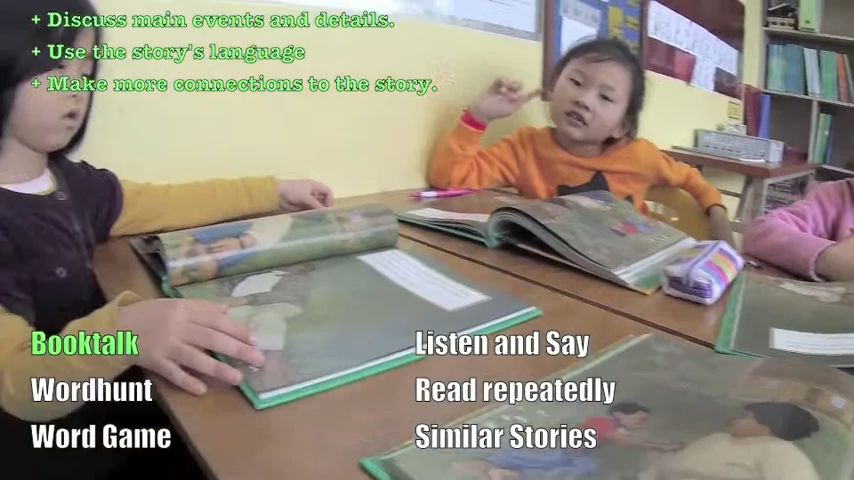 + Discuss main events and details.
+ Use the story's language
+ Make more connections to the story.
Booktalk
Listen and Say
Wordhunt
Read repeatedly
Word Game
Similar Stories